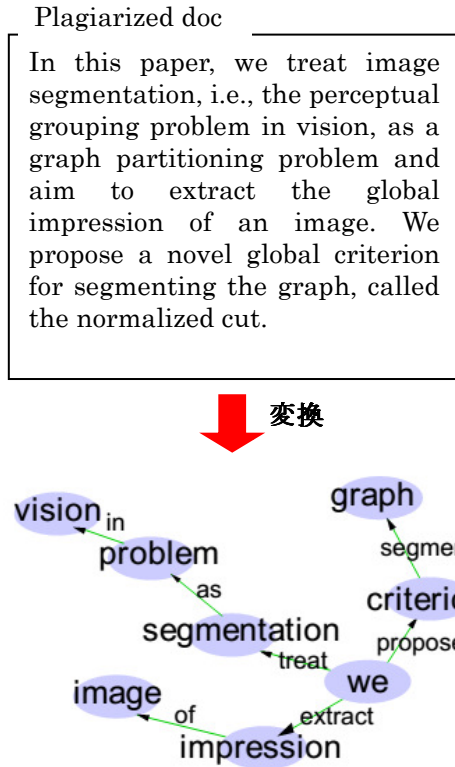 Plagiarized doc
In this paper, we treat image
segmentation, i.e., the perceptual
grouping problem in vision, as a
graph partitioning problem and
aim to extract the global
impression of an image. We
propose a novel global criterion
for segmenting the graph, called
the normalized cut.
変換
graph
vision
in
problem
segmen
as
criterio
segmentation
propose
treat
we
image
of
extract
impression